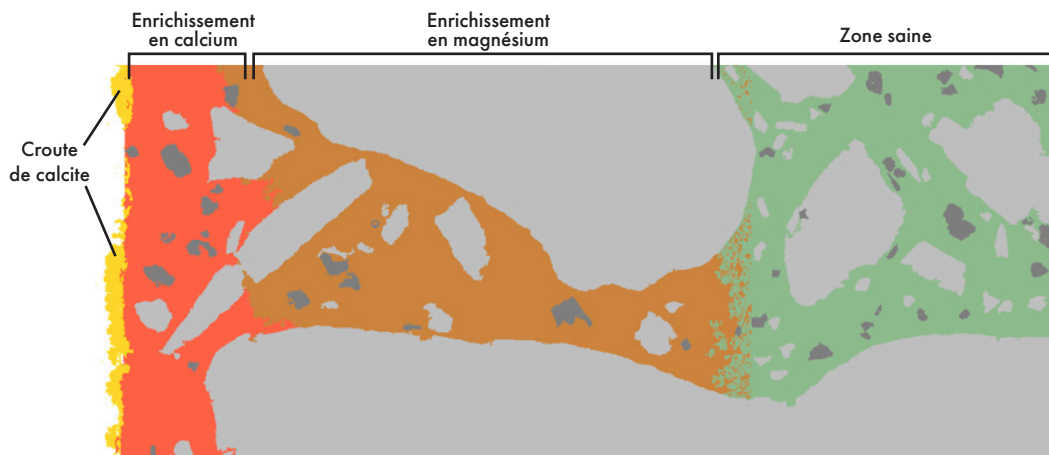 Enrichissement
en calcium
Enrichissement
en magnésium
Zone saine
Croute
de calcite